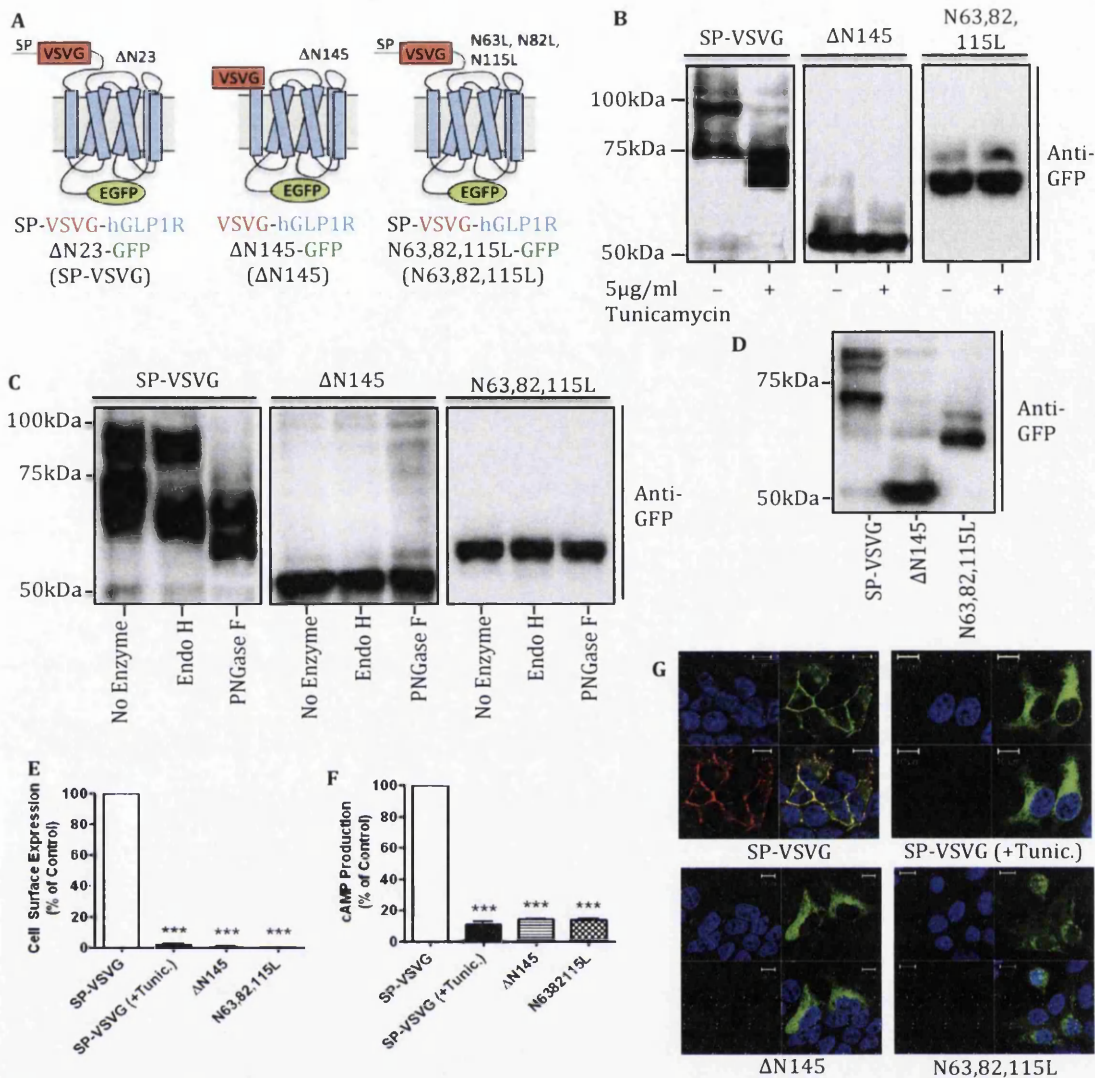 A
SP
VSVG
ΔN23
EGFP
SP-VSVG-hGLP1R
ΔN23-GFP
(SP-VSVG)
VSVG
ΔN145
EGFP
VSVG-hGLP1R
ΔN145-GFP
(ΔN145)
SP
VSVG
N63L, N82L,
N115L
EGFP
SP-VSVG-hGLP1R
N63,82,115L-GFP
(N63,82,115L)
B
SP-VSVG
ΔN145
N63,82,
115L
100kDa
75kDa
50kDa
Anti-
GFP
5µg/ml
Tunicamycin
– + – + – +
C
SP-VSVG
ΔN145
N63,82,115L
100kDa
75kDa
50kDa
Anti-
GFP
No Enzyme
Endo H
PNGase F
No Enzyme
Endo H
PNGase F
No Enzyme
Endo H
PNGase F
D
75kDa
50kDa
Anti-
GFP
SP-VSVG
ΔN145
N63,82,115L
E
Cell Surface Expression
(% of Control)
100
80
60
40
20
0
*** *** ***
SP-VSVG
SP-VSVG (+Tunic.)
ΔN145
N63,82,115L
F
cAMP Production
(% of Control)
100
80
60
40
20
0
*** *** ***
SP-VSVG
SP-VSVG (+Tunic.)
ΔN145
N6382115L
G
SP-VSVG
SP-VSVG (+Tunic.)
ΔN145
N63,82,115L